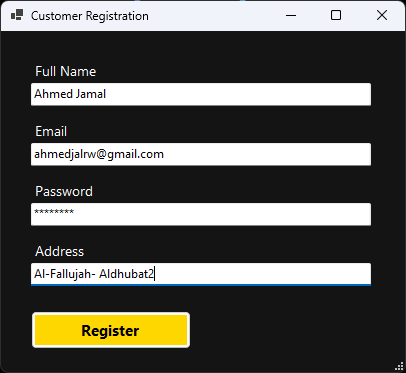 Customer Registration
Full Name
Ahmed Jamal
Email
ahmedjalrw@gmail.com
Password
********
Address
Al-Fallujah- Aldhubat2
Register